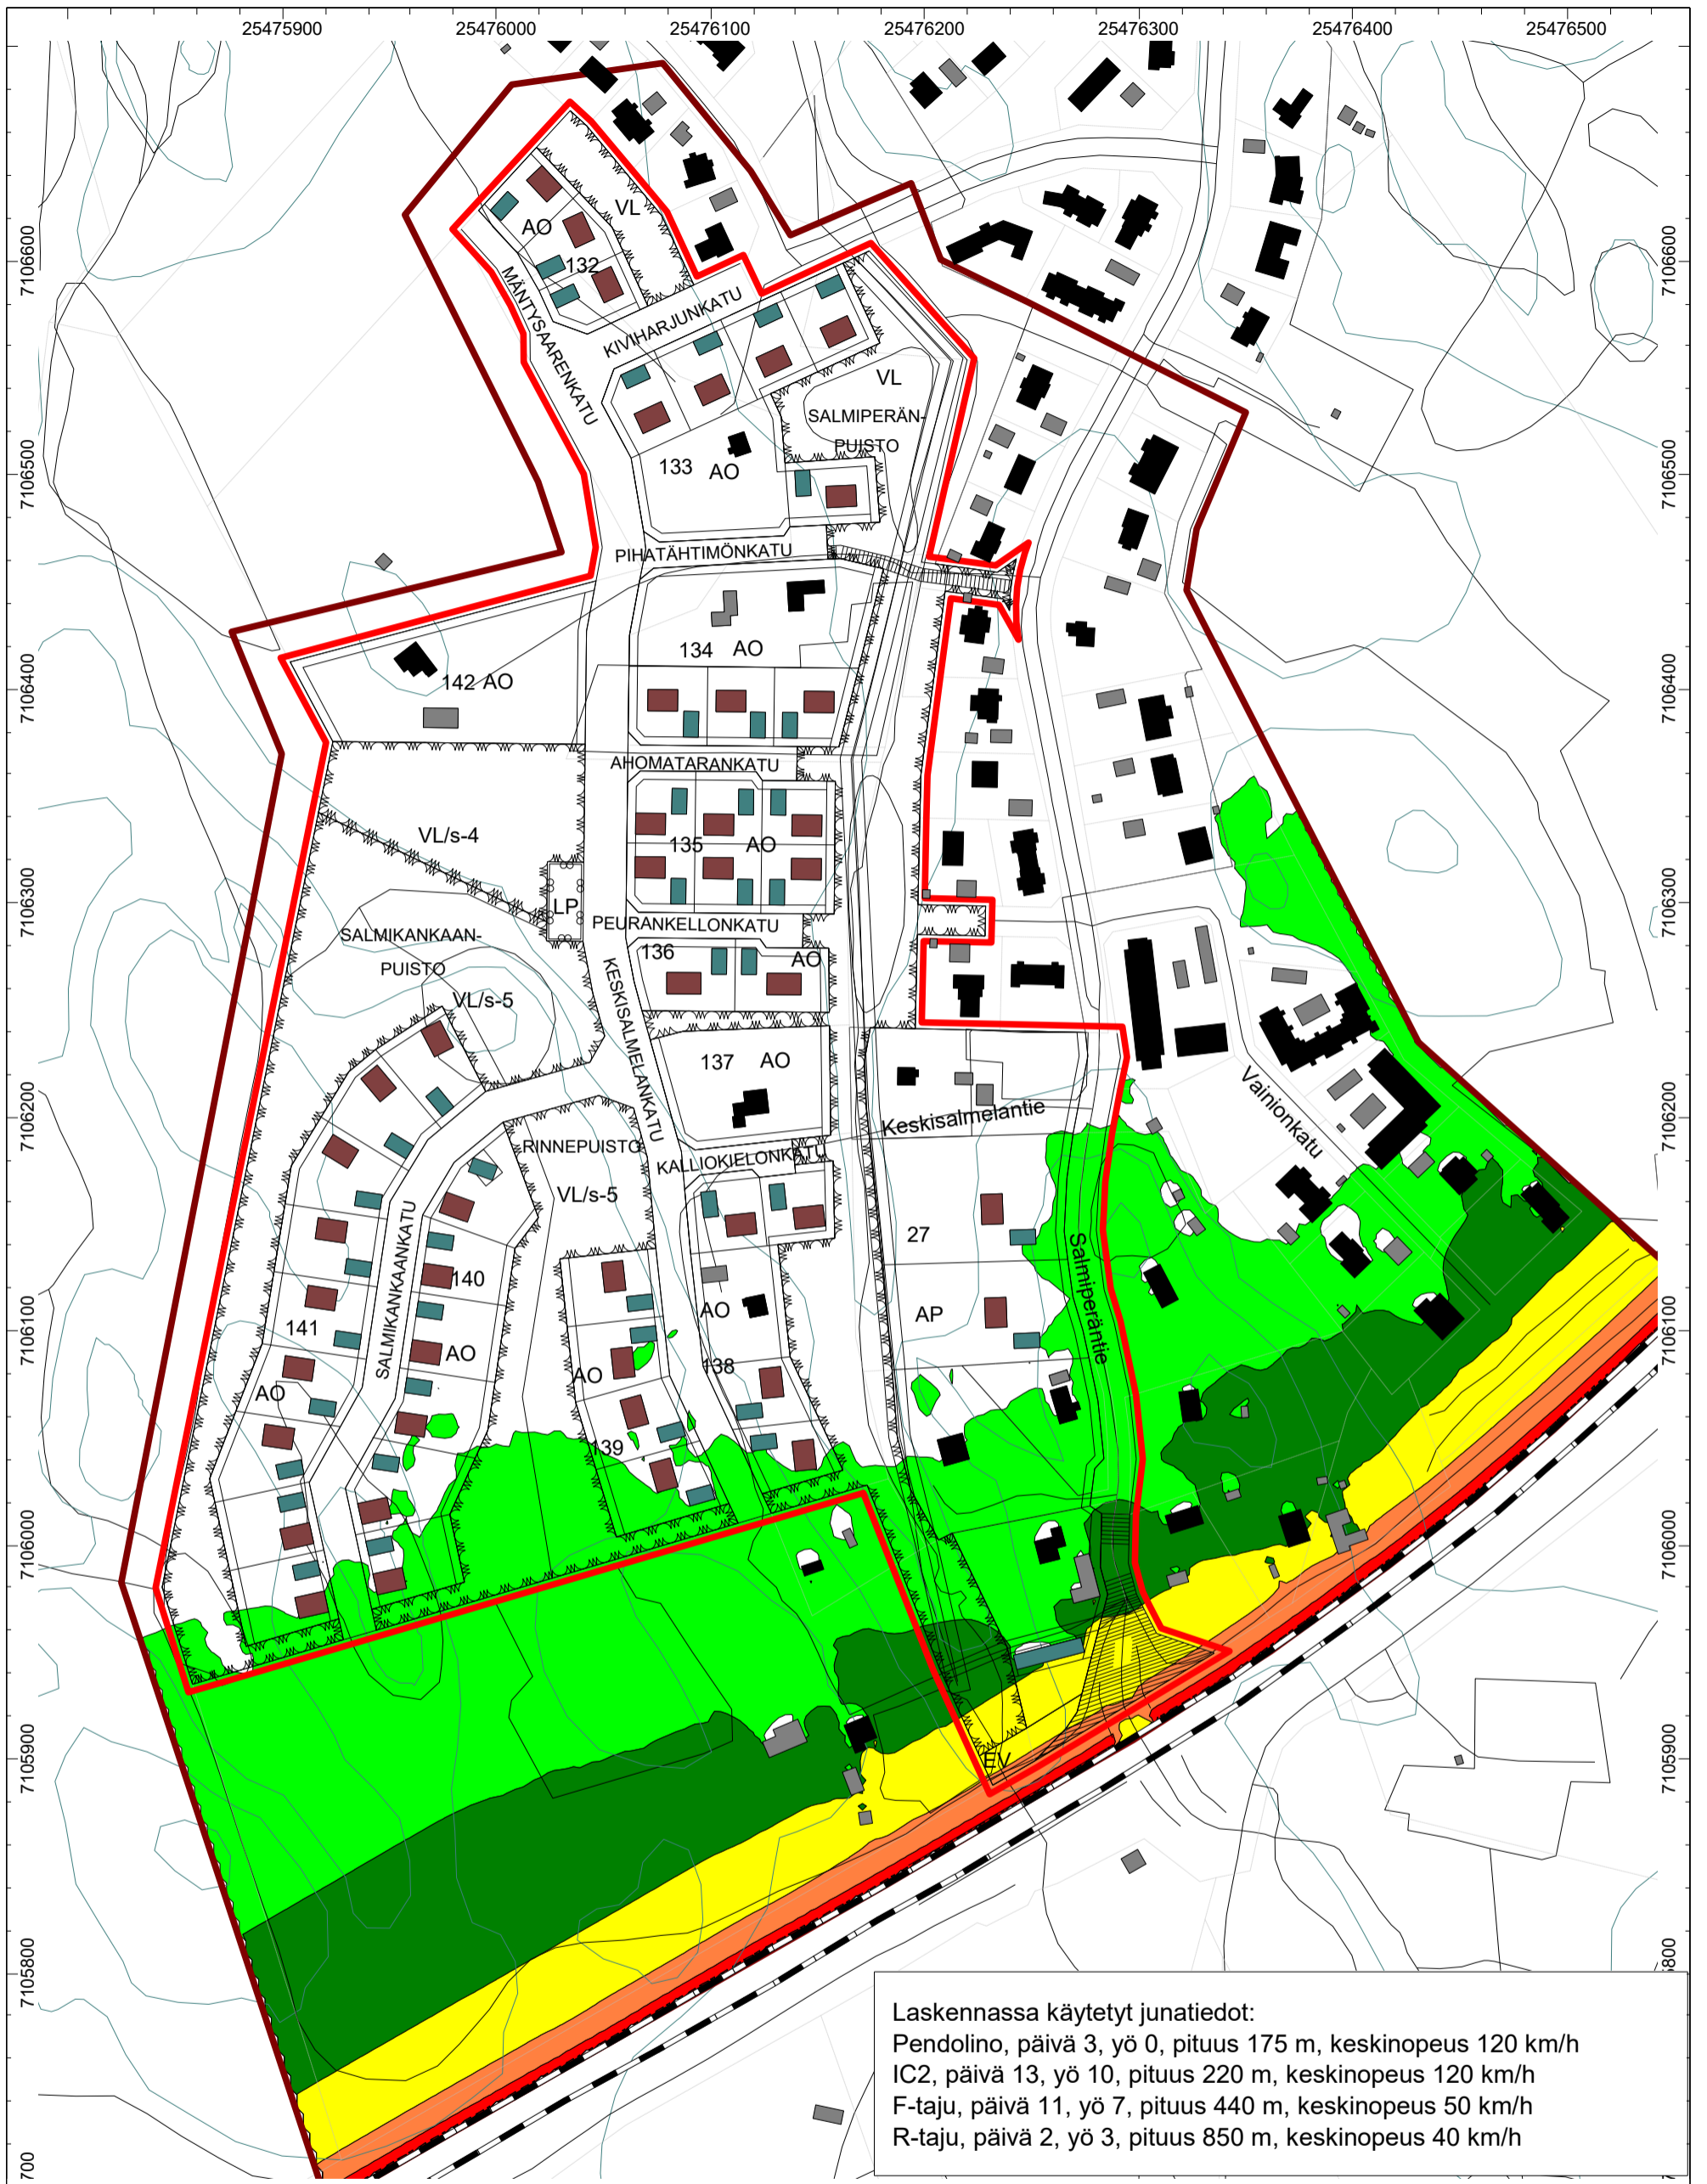 25475900 25476000 25476100 25476200 25476300 25476400 25476500
7106600
7106500
7106400
7106300
7106200
7106100
7106000
7105900
7105800
700
7106600
7106500
7106400
7106300
7106200
7106100
7106000
7105900
800
VL
AO
132
MÄNTYSAARENKATU
KIVIHARJUNKATU
VL
SALMIPERÄN-
PUISTO
133 AO
PIHATÄHTIMÖNKATU
134 AO
142 AO
AHOMATARANKATU
VL/s-4
135 AO
LP
PEURANKELLONKATU
SALMIKANKAAN-
PUISTO
136 AO
VL/s-5
KESKISALMELANKATU
137 AO
Keskisalmelantie
Vainionkatu
RINNEPUISTO
KALLIOKIELONKATU
VL/s-5
27
Salmiperäntie
SALMIKANKAANKATU
140
141
AO
AP
AO
AO
AO
138
139
EV
Laskennassa käytetyt junatiedot:
Pendolino, päivä 3, yö 0, pituus 175 m, keskinopeus 120 km/h
IC2, päivä 13, yö 10, pituus 220 m, keskinopeus 120 km/h
F-taju, päivä 11, yö 7, pituus 440 m, keskinopeus 50 km/h
R-taju, päivä 2, yö 3, pituus 850 m, keskinopeus 40 km/h